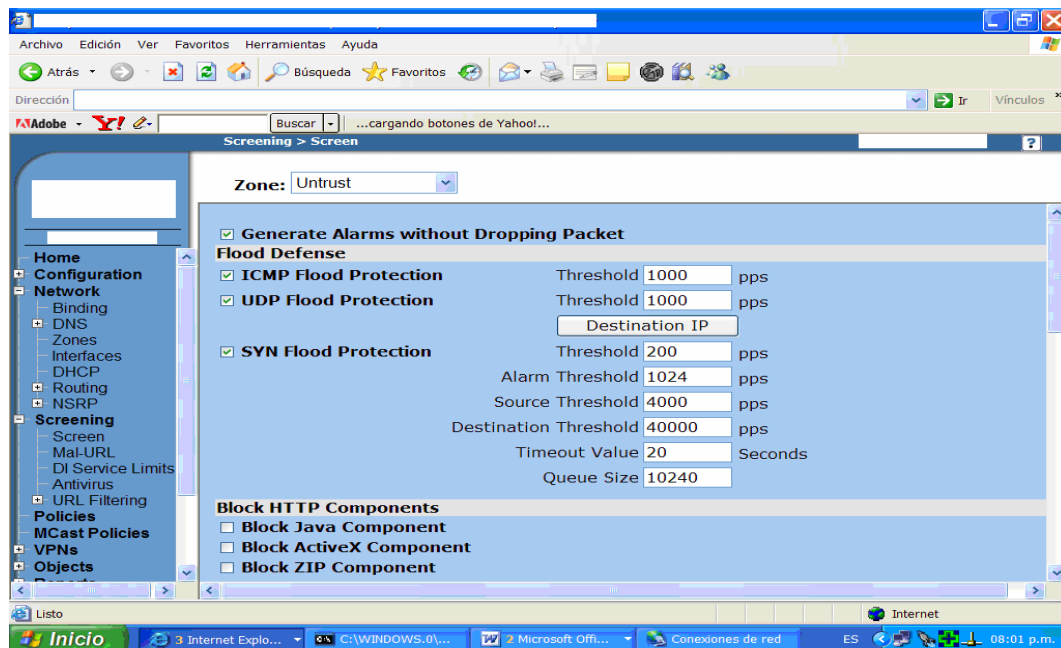 Archivo Edición Ver Favoritos Herramientas Ayuda
Atrás Búsqueda Favoritos
Dirección Ir Vínculos »
Adobe Y! Buscar ...cargando botones de Yahoo!...
Screening > Screen ?
Zone: Untrust
Generate Alarms without Dropping Packet
Flood Defense
ICMP Flood Protection Threshold 1000 pps
UDP Flood Protection Threshold 1000 pps
Destination IP
SYN Flood Protection Threshold 200 pps
Alarm Threshold 1024 pps
Source Threshold 4000 pps
Destination Threshold 40000 pps
Timeout Value 20 Seconds
Queue Size 10240
Block HTTP Components
Block Java Component
Block ActiveX Component
Block ZIP Component
Home
Configuration
Network
Binding
DNS
Zones
Interfaces
DHCP
Routing
NSRP
Screening
Screen
Mal-URL
DI Service Limits
Antivirus
URL Filtering
Policies
MCast Policies
VPNs
Objects
Listo Internet
Inicio 3 Internet Explo... C:\WINDOWS.0\... 2 Microsoft Offi... Conexiones de red ES 08:01 p.m.